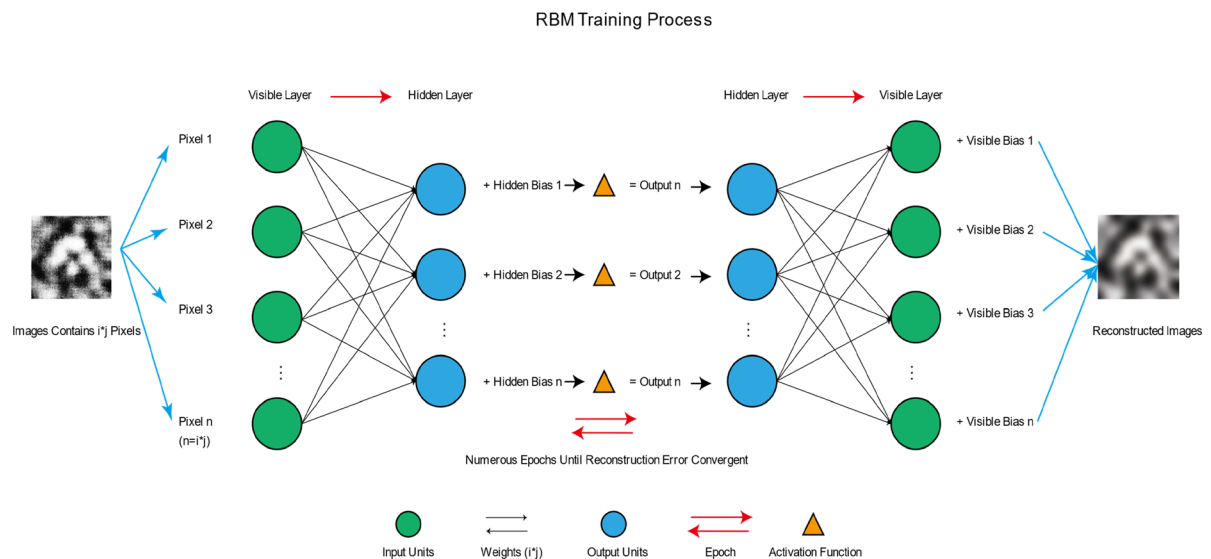 RBM Training Process
Visible Layer
Hidden Layer
Hidden Layer
Visible Layer
Pixel 1
+ Hidden Bias 1
= Output n
+ Visible Bias 1
Pixel 2
+ Hidden Bias 2
= Output 2
+ Visible Bias 2
Pixel 3
+ Visible Bias 3
Images Contains i*j Pixels
Reconstructed Images
⋮
⋮
⋮
⋮
+ Hidden Bias n
= Output n
Pixel n
(n=i*j)
+ Visible Bias n
Numerous Epochs Until Reconstruction Error Convergent
Input Units
Weights (i*j)
Output Units
Epoch
Activation Function